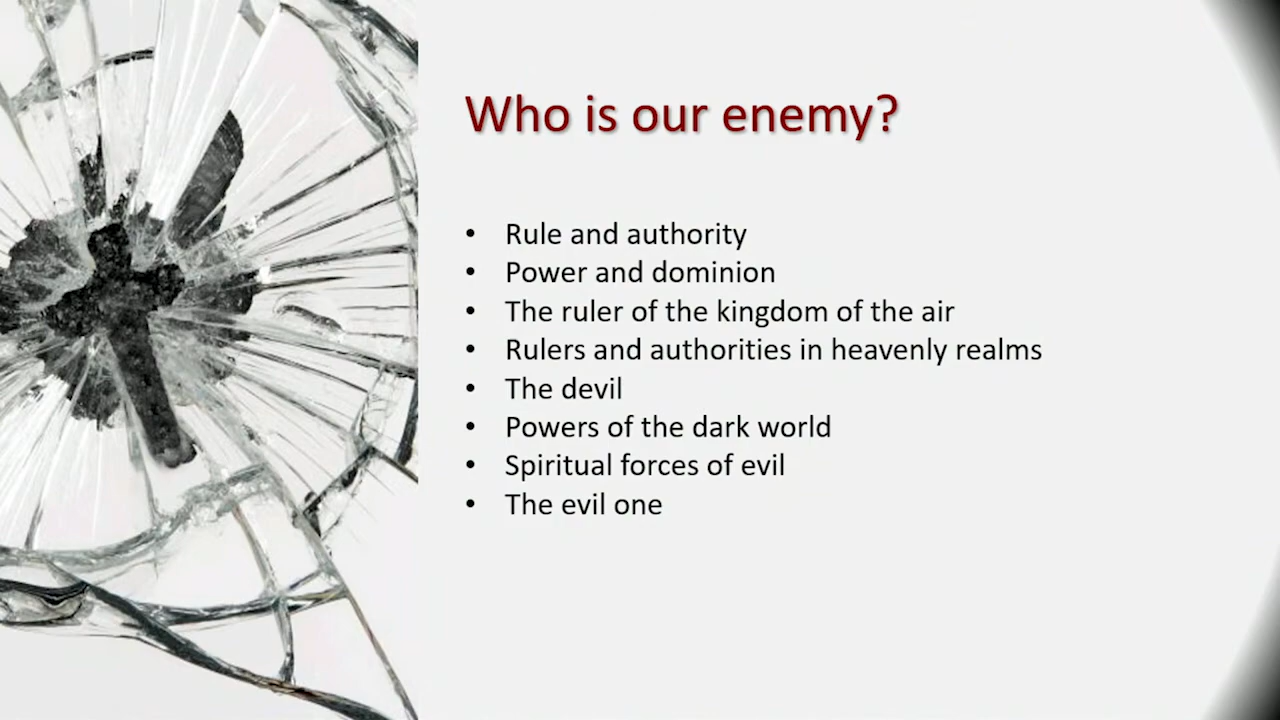 Who is our enemy?
• Rule and authority
• Power and dominion
• The ruler of the kingdom of the air
• Rulers and authorities in heavenly realms
• The devil
• Powers of the dark world
• Spiritual forces of evil
• The evil one